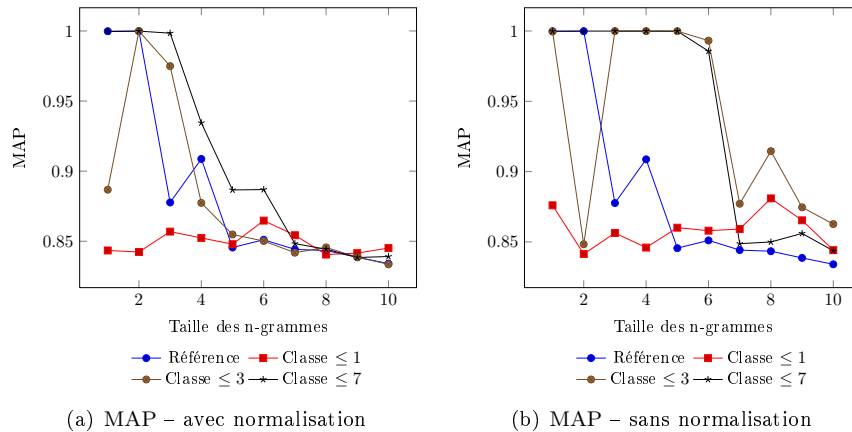 1
0.95
0.9
0.85
MAP
2 4 6 8 10
Taille des n-grammes
Référence Classe ≤ 1
Classe ≤ 3 Classe ≤ 7
(a) MAP – avec normalisation
1
0.95
0.9
0.85
MAP
2 4 6 8 10
Taille des n-grammes
Référence Classe ≤ 1
Classe ≤ 3 Classe ≤ 7
(b) MAP – sans normalisation